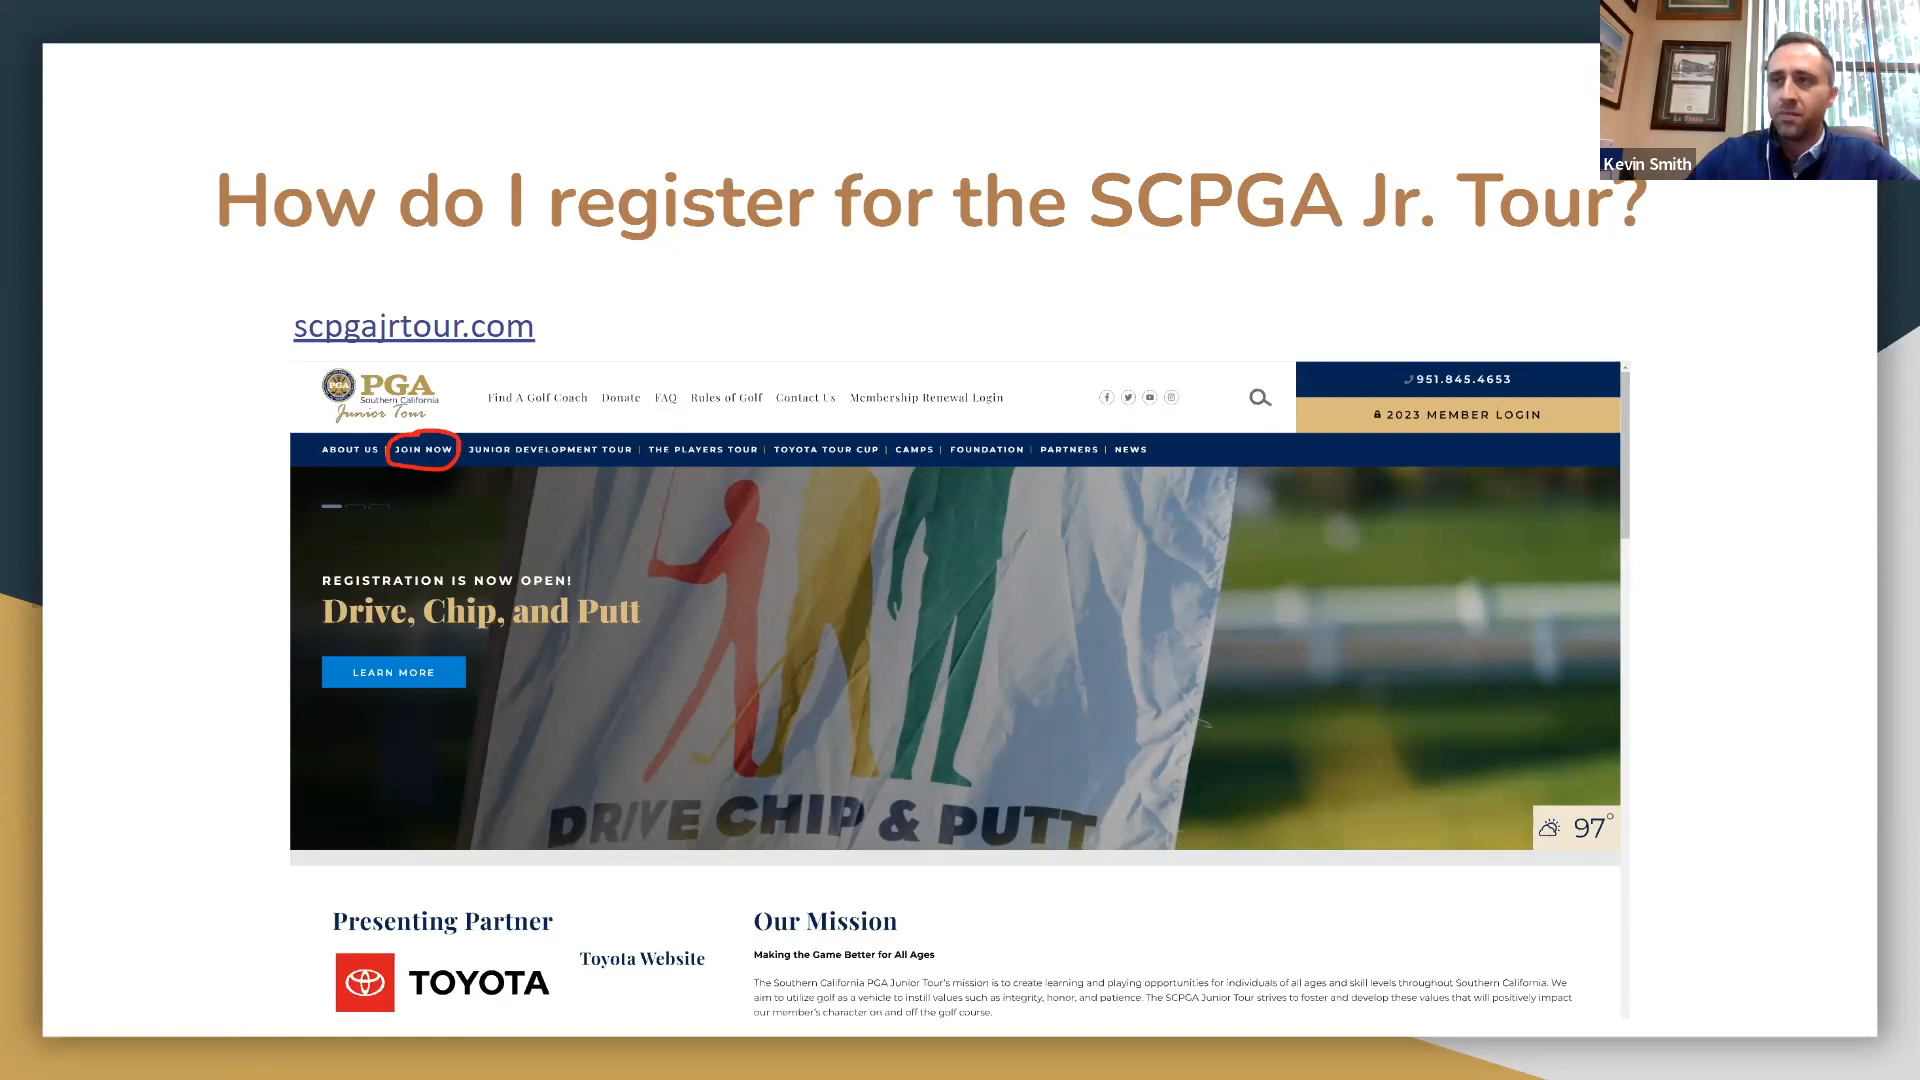 Kevin Smith
How do I register for the SCPGA Jr. Tour?
scpgajrtour.com
PGA
PGA
Southern California
Junior Tour
Find A Golf Coach Donate FAQ Rules of Golf Contact Us Membership Renewal Login
951.845.4653
2023 MEMBER LOGIN
ABOUT US | JOIN NOW JUNIOR DEVELOPMENT TOUR | THE PLAYERS TOUR | TOYOTA TOUR CUP | CAMPS | FOUNDATION | PARTNERS | NEWS
REGISTRATION IS NOW OPEN!
Drive, Chip, and Putt
LEARN MORE
DRIVE CHIP & PUTT
97°
Presenting Partner
TOYOTA
Toyota Website
Our Mission
Making the Game Better for All Ages
The Southern California PGA Junior Tour's mission is to create learning and playing opportunities for individuals of all ages and skill levels throughout Southern California. We
aim to utilize golf as a vehicle to instill values such as integrity, honor, and patience. The SCPGA Junior Tour strives to foster and develop these values that will positively impact
our member's character on and off the golf course.